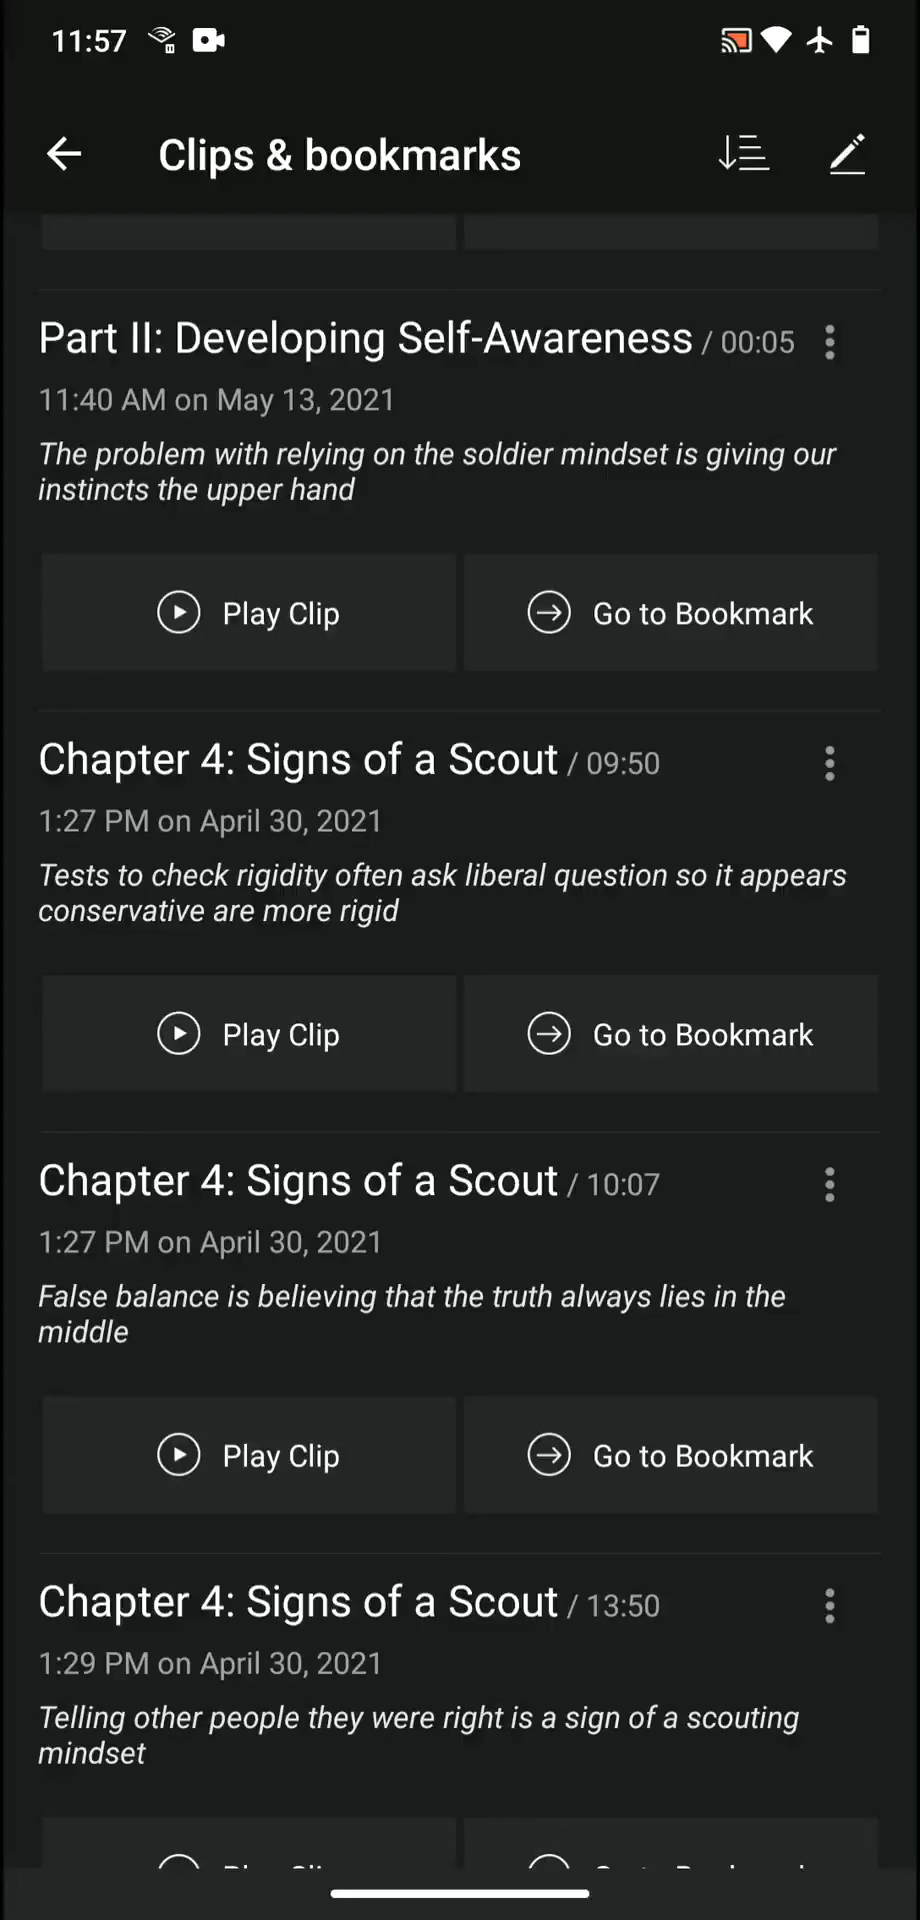 11:57
Clips & bookmarks
Part II: Developing Self-Awareness / 00:05
11:40 AM on May 13, 2021
The problem with relying on the soldier mindset is giving our
instincts the upper hand
Play Clip
Go to Bookmark
Chapter 4: Signs of a Scout / 09:50
1:27 PM on April 30, 2021
Tests to check rigidity often ask liberal question so it appears
conservative are more rigid
Play Clip
Go to Bookmark
Chapter 4: Signs of a Scout / 10:07
1:27 PM on April 30, 2021
False balance is believing that the truth always lies in the
middle
Play Clip
Go to Bookmark
Chapter 4: Signs of a Scout / 13:50
1:29 PM on April 30, 2021
Telling other people they were right is a sign of a scouting
mindset